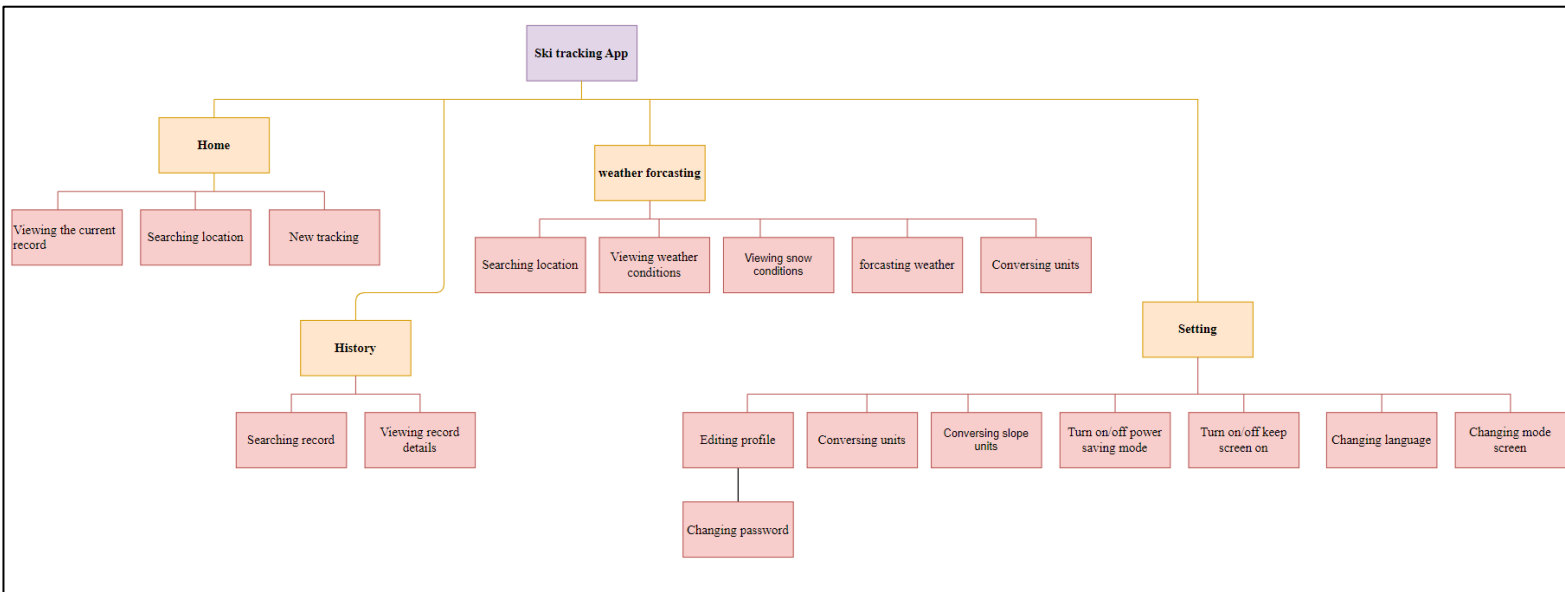 Ski tracking App
Home
weather forcasting
Viewing the current
record
Searching location
New tracking
Searching location
Viewing weather
conditions
Viewing snow
conditions
forcasting weather
Conversing units
History
Setting
Searching record
Viewing record
details
Editing profile
Conversing units
Conversing slope
units
Turn on/off power
saving mode
Turn on/off keep
screen on
Changing language
Changing mode
screen
Changing password